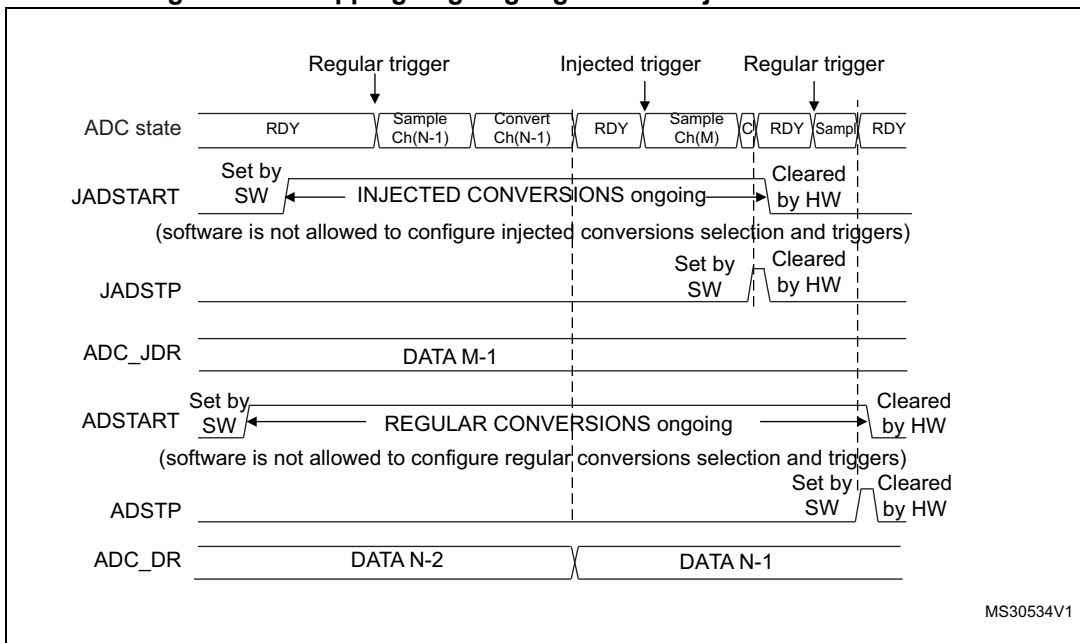 Regular trigger Injected trigger Regular trigger
ADC state RDY Sample Ch(N-1) Convert Ch(N-1) RDY Sample Ch(M) C RDY Sampl RDY
JADSTART Set by SW INJECTED CONVERSIONS ongoing Cleared by HW
(software is not allowed to configure injected conversions selection and triggers)
JADSTP Set by SW Cleared by HW
ADC_JDR DATA M-1
ADSTART Set by SW REGULAR CONVERSIONS ongoing Cleared by HW
(software is not allowed to configure regular conversions selection and triggers)
ADSTP Set by SW Cleared by HW
ADC_DR DATA N-2 DATA N-1
MS30534V1